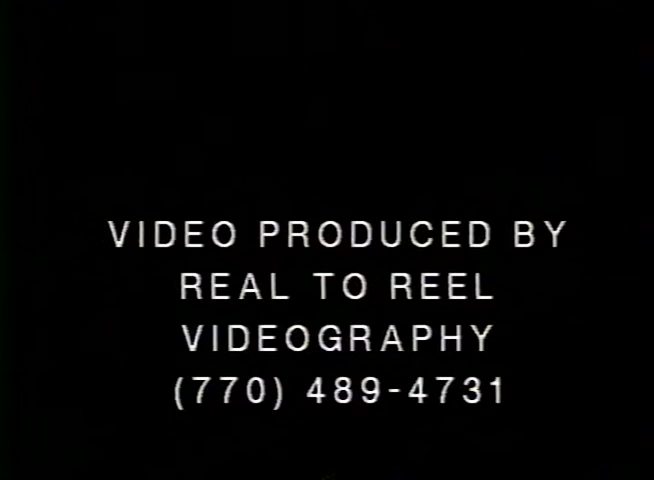 VIDEO PRODUCED BY
REAL TO REEL
VIDEOGRAPHY
(770) 489-4731